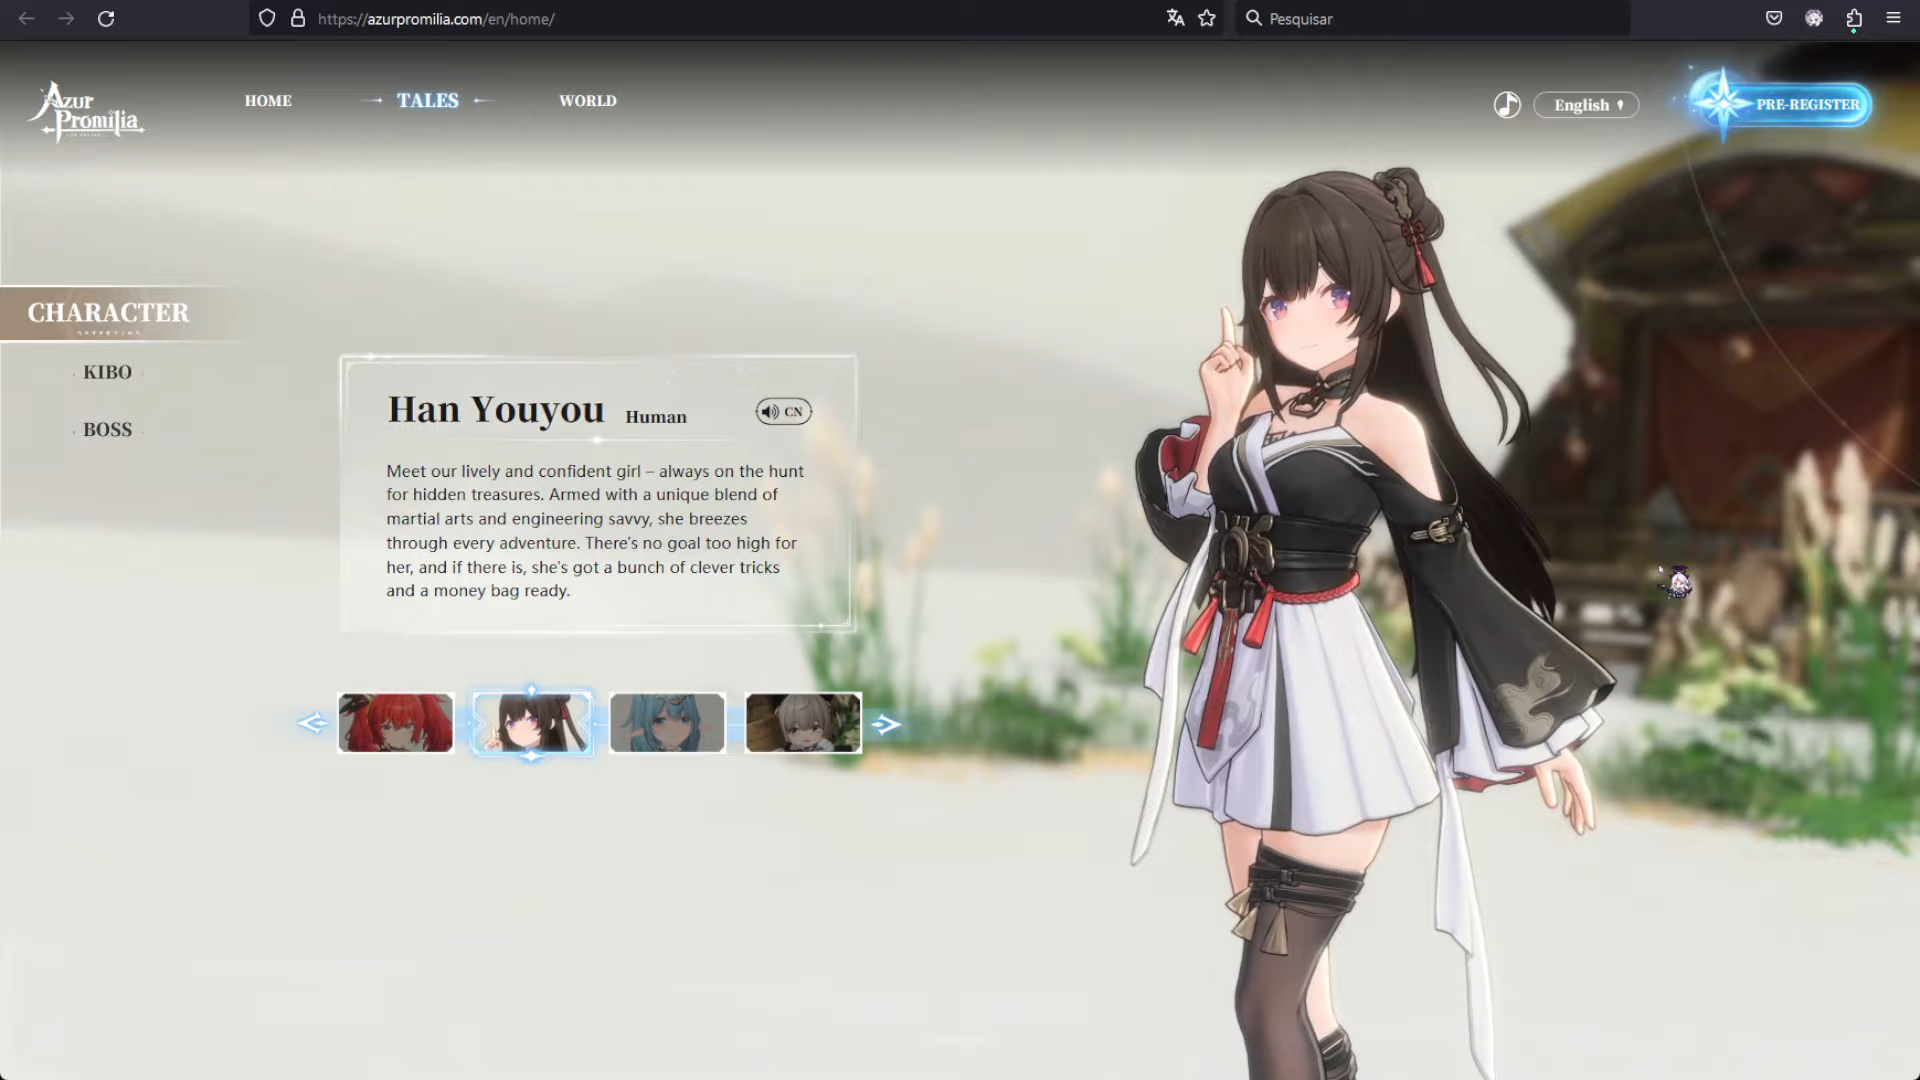 https://azurpromilia.com/en/home/
Pesquisar
Azur Promilia
HOME
TALES
WORLD
English
PRE-REGISTER
CHARACTER
KIBO
BOSS
Han Youyou Human
CN
Meet our lively and confident girl – always on the hunt
for hidden treasures. Armed with a unique blend of
martial arts and engineering savvy, she breezes
through every adventure. There's no goal too high for
her, and if there is, she's got a bunch of clever tricks
and a money bag ready.